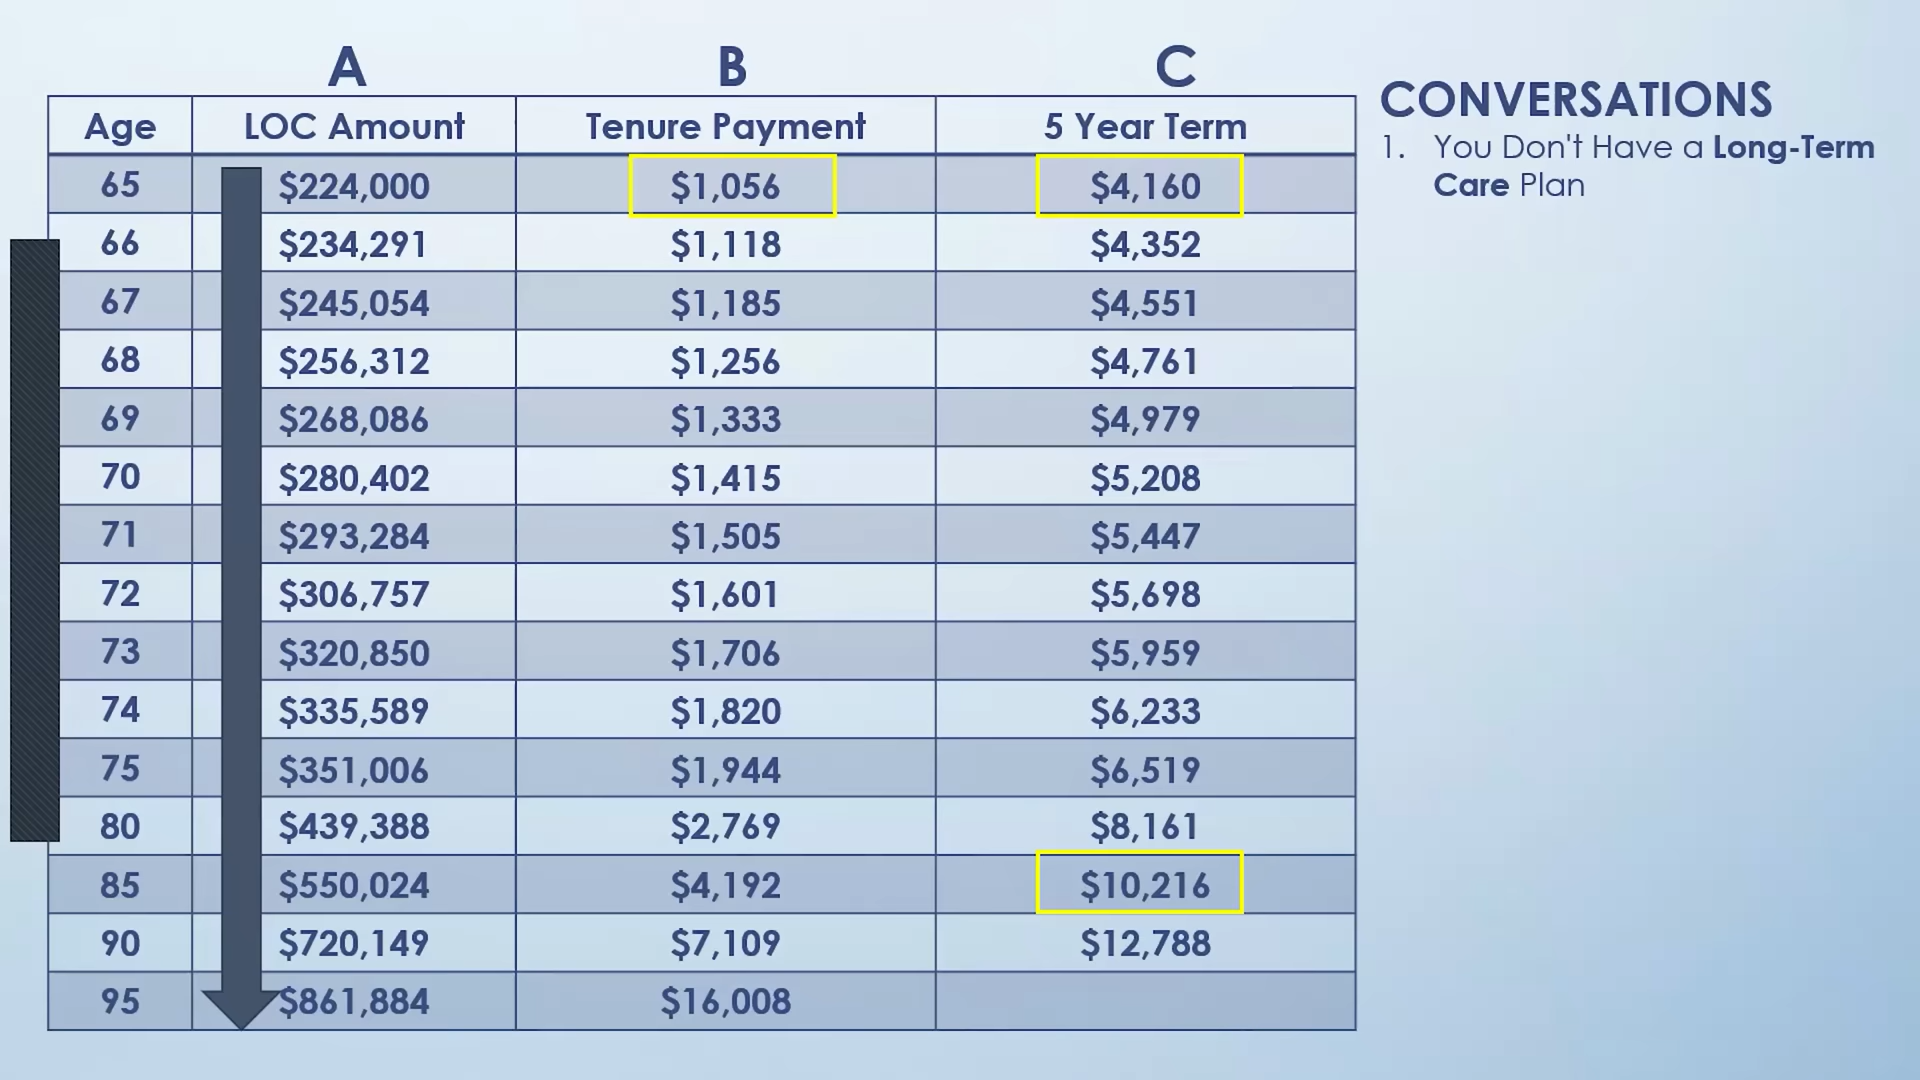 A B C
Age LOC Amount Tenure Payment 5 Year Term
65 $224,000 $1,056 $4,160
66 $234,291 $1,118 $4,352
67 $245,054 $1,185 $4,551
68 $256,312 $1,256 $4,761
69 $268,086 $1,333 $4,979
70 $280,402 $1,415 $5,208
71 $293,284 $1,505 $5,447
72 $306,757 $1,601 $5,698
73 $320,850 $1,706 $5,959
74 $335,589 $1,820 $6,233
75 $351,006 $1,944 $6,519
80 $439,388 $2,769 $8,161
85 $550,024 $4,192 $10,216
90 $720,149 $7,109 $12,788
95 $861,884 $16,008
CONVERSATIONS
1. You Don't Have a Long-Term
Care Plan